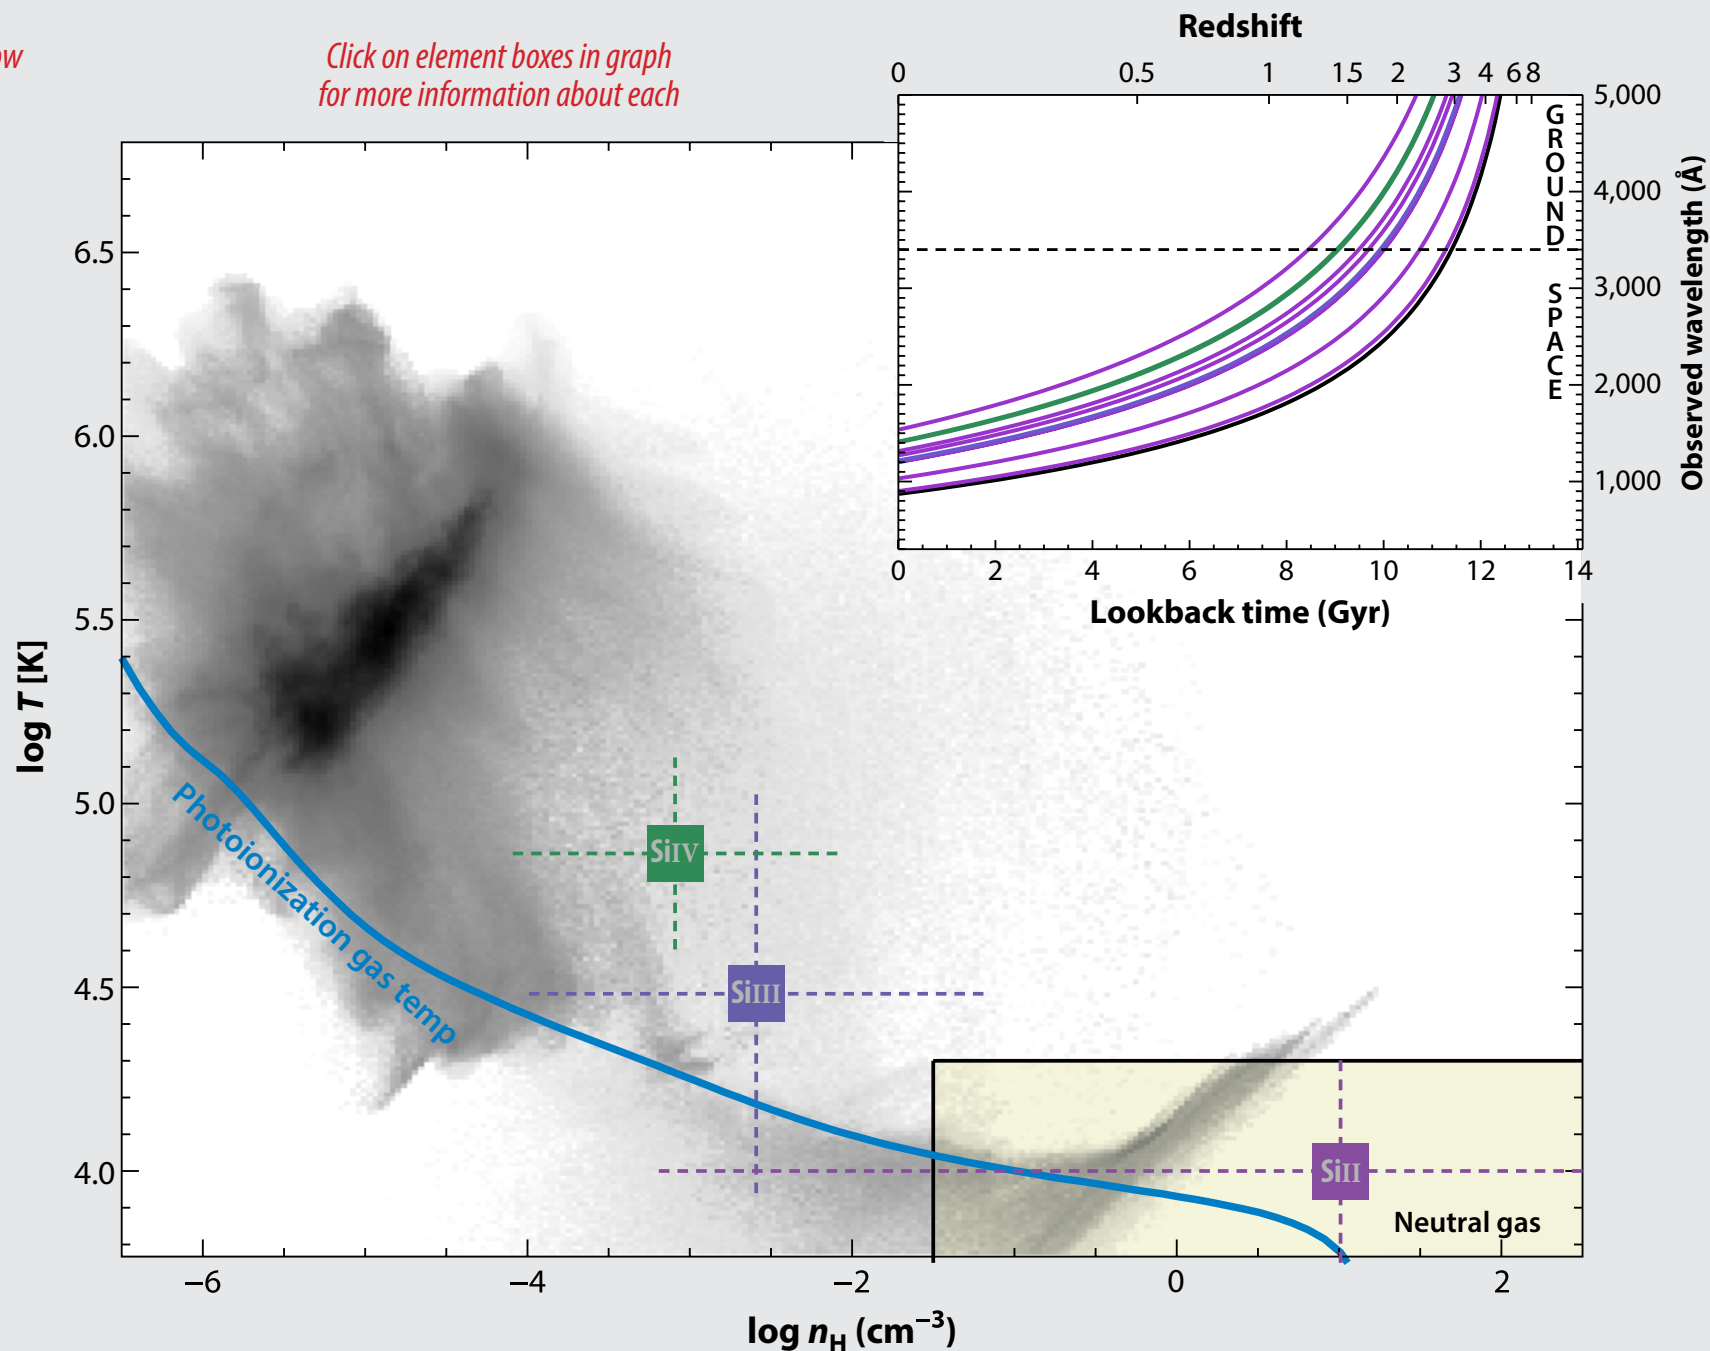 ow
Click on element boxes in graph
for more information about each
Redshift
0 0.5 1 1.5 2 3 4 6 8
5,000
4,000
3,000
2,000
1,000
Observed wavelength (Å)
GROUND
SPACE
0 2 4 6 8 10 12 14
Lookback time (Gyr)
6.5
6.0
5.5
5.0
4.5
4.0
log T [K]
Photoionization gas temp
SiIV
SiIII
SiII
Neutral gas
−6 −4 −2 0 2
log nH (cm−3)